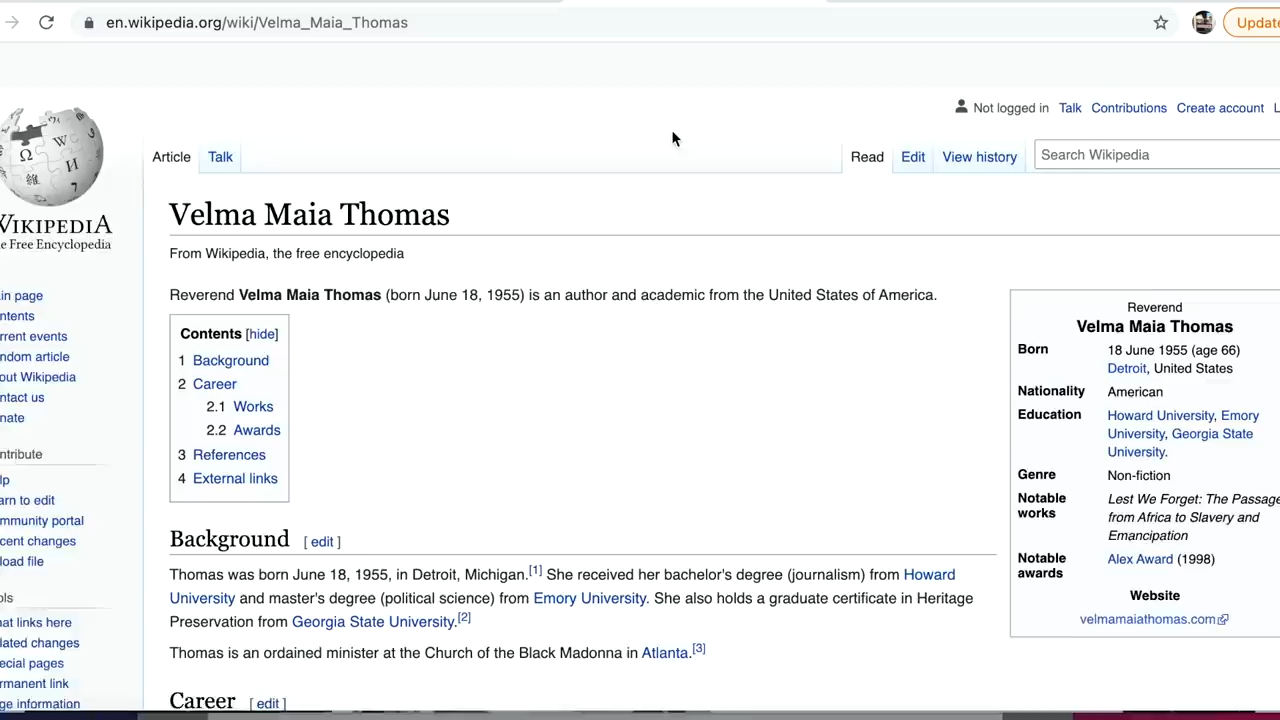 en.wikipedia.org/wiki/Velma_Maia_Thomas
Update
Not logged in Talk Contributions Create account L
Article Talk Read Edit View history Search Wikipedia
WIKIPEDIA
e Free Encyclopedia
Velma Maia Thomas
From Wikipedia, the free encyclopedia
Reverend Velma Maia Thomas (born June 18, 1955) is an author and academic from the United States of America.
in page
ntents
rrent events
ndom article
out Wikipedia
ntact us
nate
ntribute
lp
arn to edit
mmunity portal
cent changes
load file
ols
nat links here
lated changes
ecial pages
rmanent link
ge information
Contents [hide]
1 Background
2 Career
2.1 Works
2.2 Awards
3 References
4 External links
Reverend
Velma Maia Thomas
Born 18 June 1955 (age 66)
Detroit, United States
Nationality American
Education Howard University, Emory
University, Georgia State
University.
Genre Non-fiction
Notable works Lest We Forget: The Passage
from Africa to Slavery and
Emancipation
Notable awards Alex Award (1998)
Website
velmamaiathomas.com
Background [ edit ]
Thomas was born June 18, 1955, in Detroit, Michigan.[1] She received her bachelor's degree (journalism) from Howard
University and master's degree (political science) from Emory University. She also holds a graduate certificate in Heritage
Preservation from Georgia State University.[2]
Thomas is an ordained minister at the Church of the Black Madonna in Atlanta.[3]
Career [ edit ]